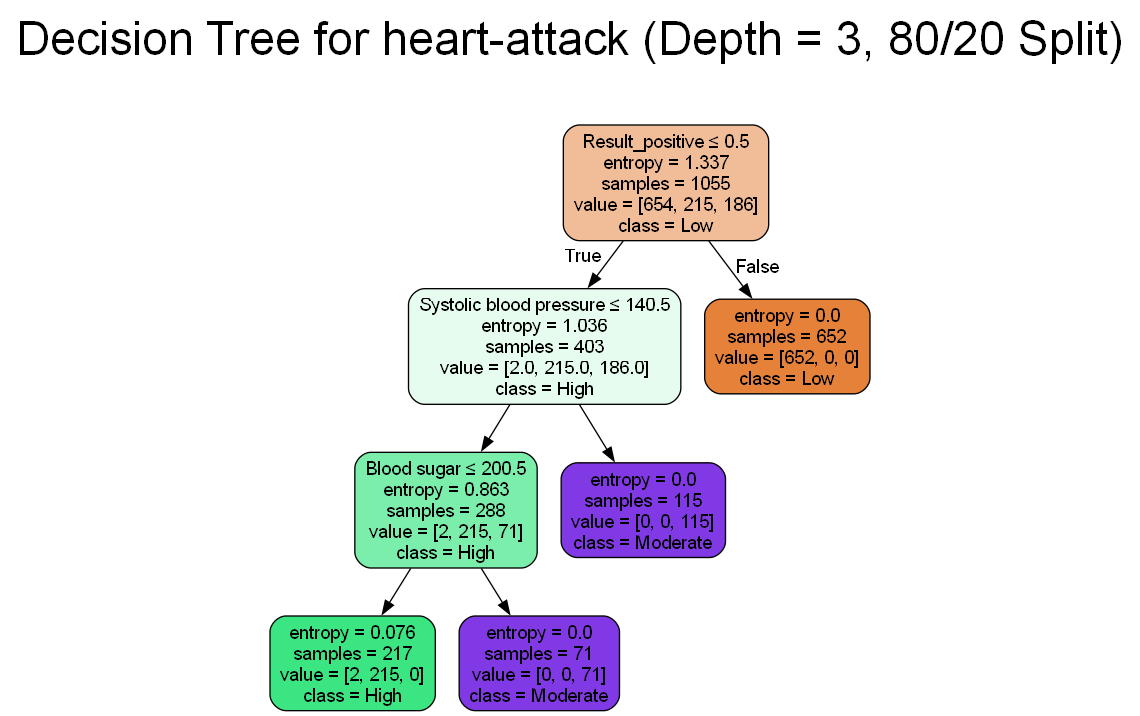 Decision Tree for heart-attack (Depth = 3, 80/20 Split)
Result_positive ≤ 0.5
entropy = 1.337
samples = 1055
value = [654, 215, 186]
class = Low
True
False
Systolic blood pressure ≤ 140.5
entropy = 1.036
samples = 403
value = [2.0, 215.0, 186.0]
class = High
entropy = 0.0
samples = 652
value = [652, 0, 0]
class = Low
Blood sugar ≤ 200.5
entropy = 0.863
samples = 288
value = [2, 215, 71]
class = High
entropy = 0.0
samples = 115
value = [0, 0, 115]
class = Moderate
entropy = 0.076
samples = 217
value = [2, 215, 0]
class = High
entropy = 0.0
samples = 71
value = [0, 0, 71]
class = Moderate